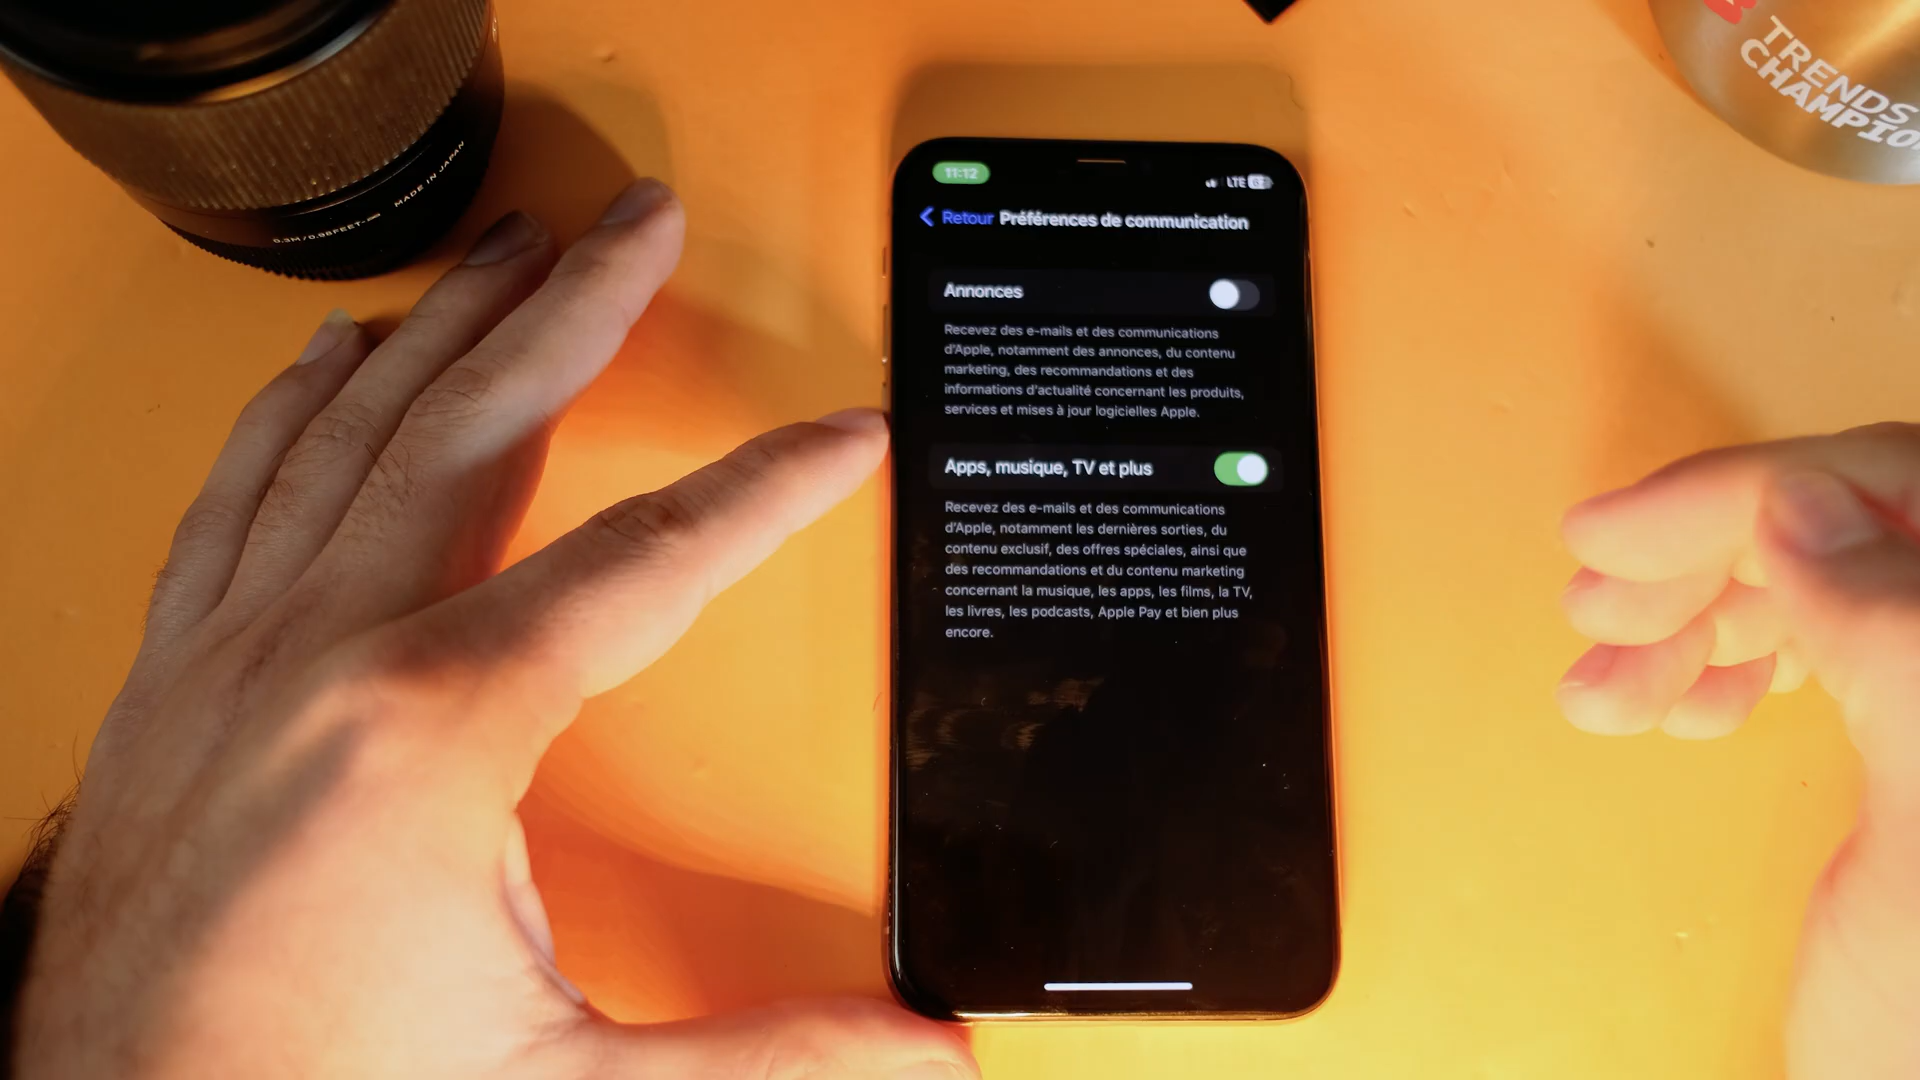 0.3M / 0.98FEET-∞ MADE IN JAPAN
TRENDS
11:12
LTE
Retour Préférences de communication
Annonces
Recevez des e-mails et des communications
d'Apple, notamment des annonces, du contenu
marketing, des recommandations et des
informations d'actualité concernant les produits,
services et mises à jour logicielles Apple.
Apps, musique, TV et plus
Recevez des e-mails et des communications
d'Apple, notamment les dernières sorties, du
contenu exclusif, des offres spéciales, ainsi que
des recommandations et du contenu marketing
concernant la musique, les apps, les films, la TV,
les livres, les podcasts, Apple Pay et bien plus
encore.